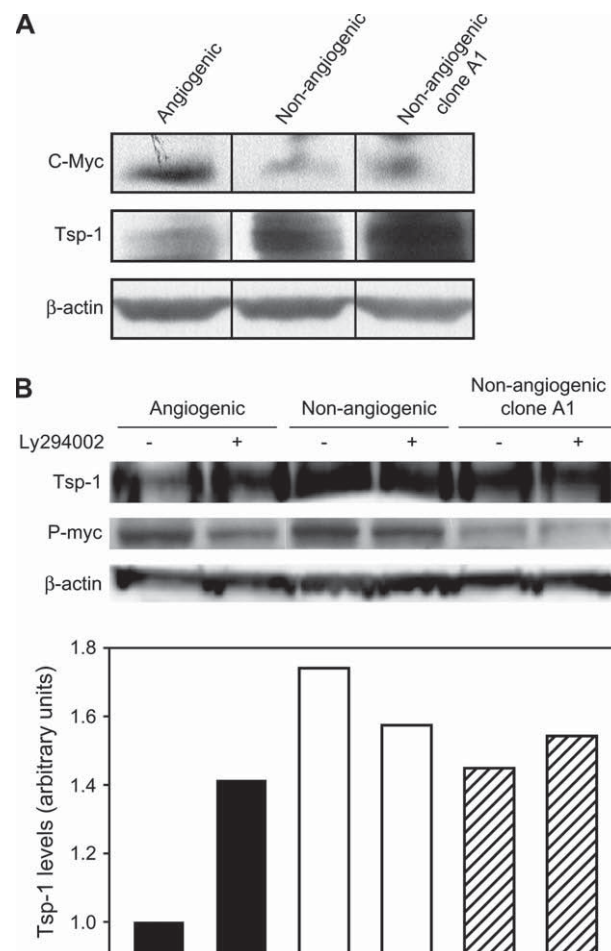 A
Angiogenic
Non-angiogenic
Non-angiogenic
clone A1
C-Myc
Tsp-1
β-actin
B
Angiogenic
Non-angiogenic
Non-angiogenic
clone A1
Ly294002 - + - + - +
Tsp-1
P-myc
β-actin
Tsp-1 levels (arbitrary units)
1.8
1.6
1.4
1.2
1.0